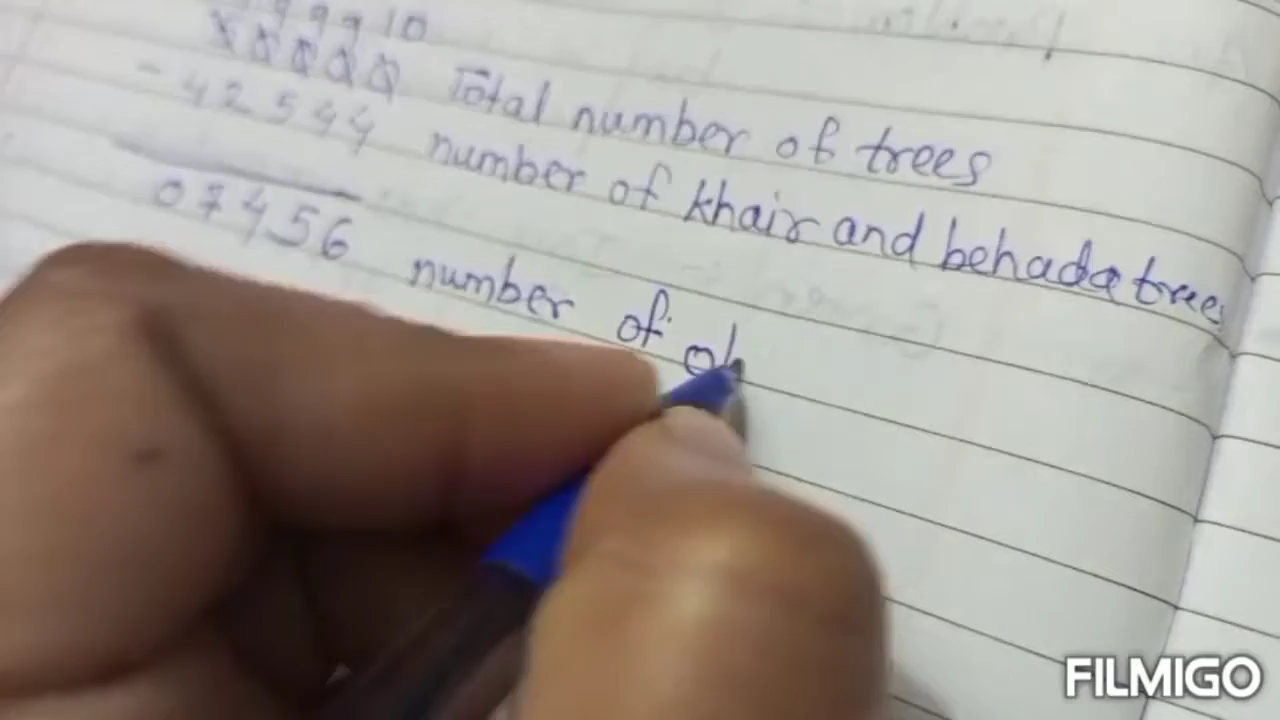 9 9 9 10
Total number of trees
- 42544 number of khair and behada trees
07456 number of oh
FILMIGO